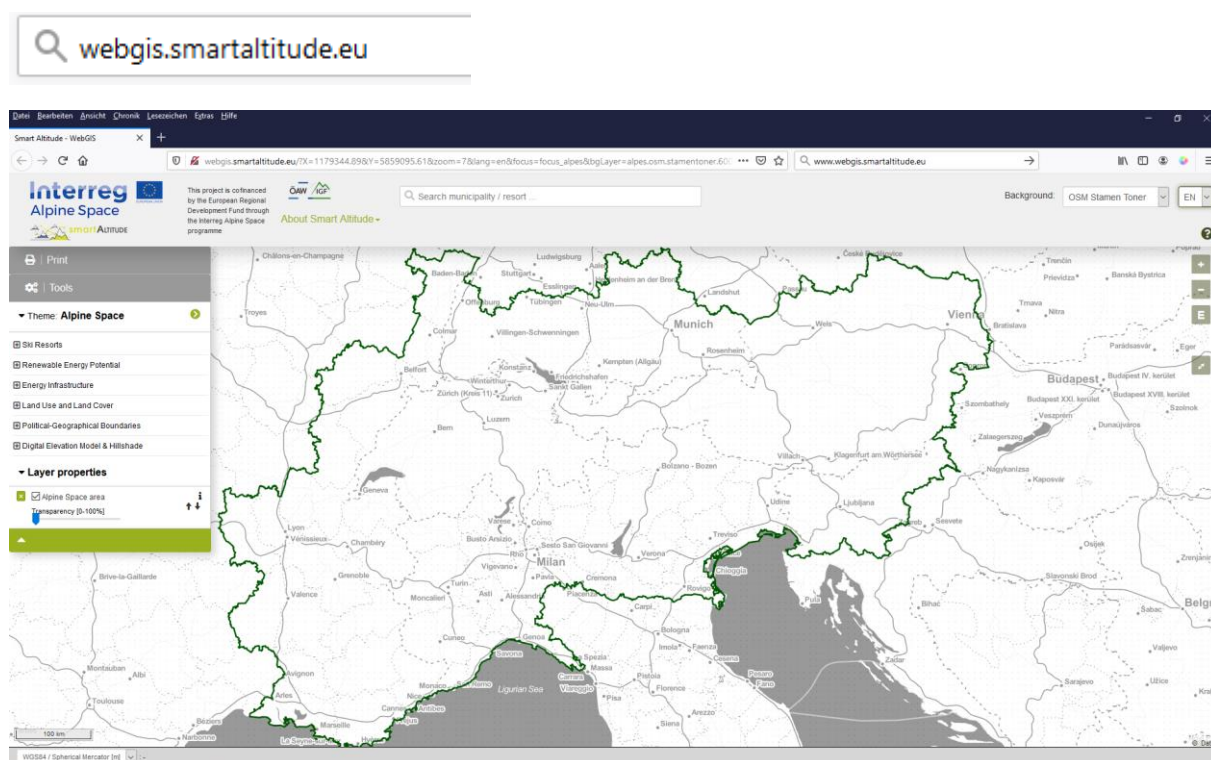 webgis.smartaltitude.eu
Datei Bearbeiten Ansicht Chronik Lesezeichen Extras Hilfe
Smart Altitude - WebGIS
webgis.smartaltitude.eu/?X=1179344.89&Y=5859095.61&zoom=7&lang=en&focus=focus_alpes&bgLayer=alpes.osm.stamentoner.600
www.webgis.smartaltitude.eu
Interreg
Alpine Space
smartALTITUDE
This project is cofinanced
by the European Regional
Development Fund through
the Interreg Alpine Space
programme
ÖAW IGF
About Smart Altitude
Search municipality / resort ...
Background: OSM Stamen Toner EN
Print
Tools
Theme: Alpine Space
Ski Resorts
Renewable Energy Potential
Energy Infrastructure
Land Use and Land Cover
Political-Geographical Boundaries
Digital Elevation Model & Hillshade
Layer properties
Alpine Space area
Transparency [0-100%]
E
Châlons-en-Champagne
Ludwigsburg
České Budějovice
Trenčín
Baden-Baden
Stuttgart
Esslingen
Prievidza
Banská Bystrica
Offenburg
Tübingen
Neu-Ulm
Landshut
Passau
Troyes
Trnava
Nitra
Colmar
Villingen-Schwenningen
Munich
Wels
Vienna
Bratislava
Parádsasvár
Eger
Rosenheim
Belfort
Konstanz
Kempten (Allgäu)
Friedrichshafen
Winterthur
Sankt Gallen
Zürich (Kreis 11)
Zurich
Budapest
Budapest IV. kerület
Szombathely
Budapest XXI. kerület
Budapest XVIII. kerület
Szolnok
Bern
Luzern
Veszprém
Dunaújváros
Zalaegerszeg
Bolzano - Bozen
Villach
Klagenfurt am Wörthersee
Nagykanizsa
Kaposvár
Geneva
Udine
Ljubljana
Lyon
Vénissieux
Chambéry
Varese
Como
Busto Arsizio
Sesto San Giovanni
Treviso
Sesvete
Rho
Milan
Verona
Osijek
Brive-la-Gaillarde
Grenoble
Vigevano
Pavia
Cremona
Chioggia
Slavonski Brod
Valence
Turin
Moncalieri
Asti
Piacenza
Rovigo
Pula
Carpi
Bihać
Šabac
Cuneo
Genoa
Bologna
Savona
Imola
Faenza
Montauban
Albi
Avignon
Spezia
Massa
Carrara
Cesena
Zadar
Valjevo
Toulouse
Arles
Monaco
Ligurian Sea
Viareggio
Pistoia
Pesaro
Fano
Sarajevo
Užice
Nice
Antibes
Pisa
Florence
Béziers
Marseille
Arezzo
Siena
Narbonne
100 km
WGS84 / Spherical Mercator [m]